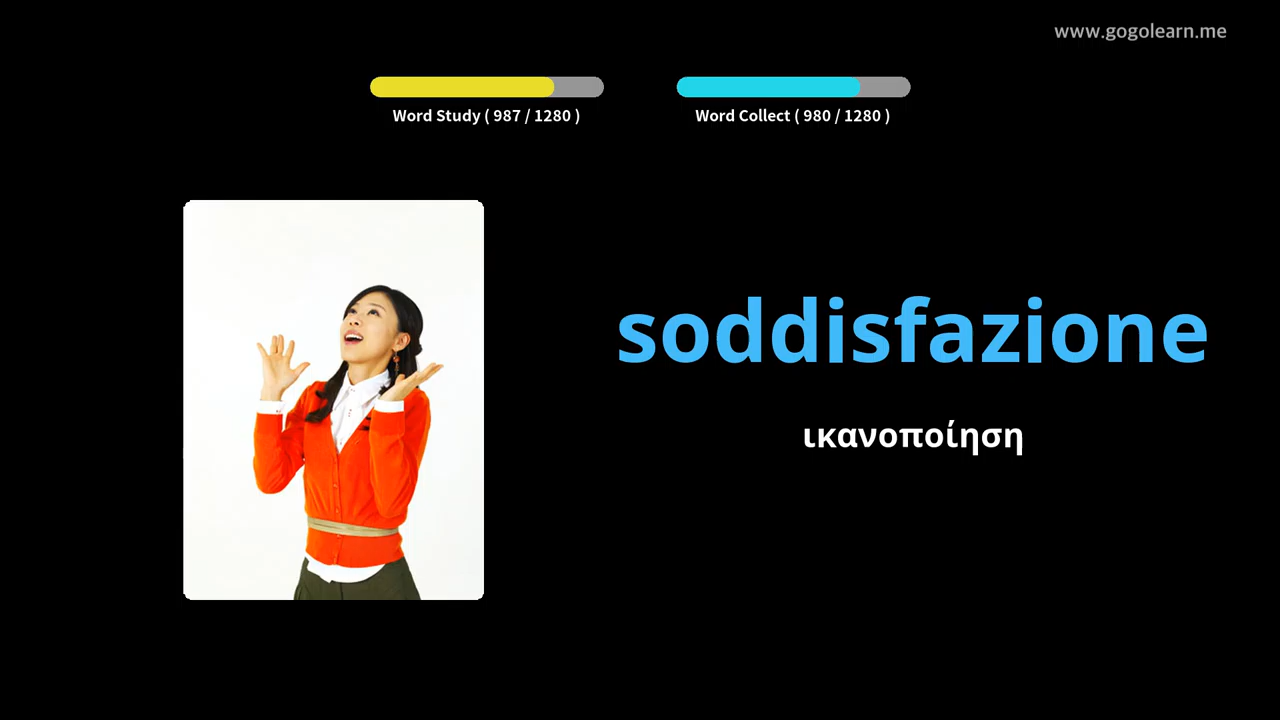 www.gogolearn.me
Word Study ( 987 / 1280 )
Word Collect ( 980 / 1280 )
soddisfazione
ικανοποίηση